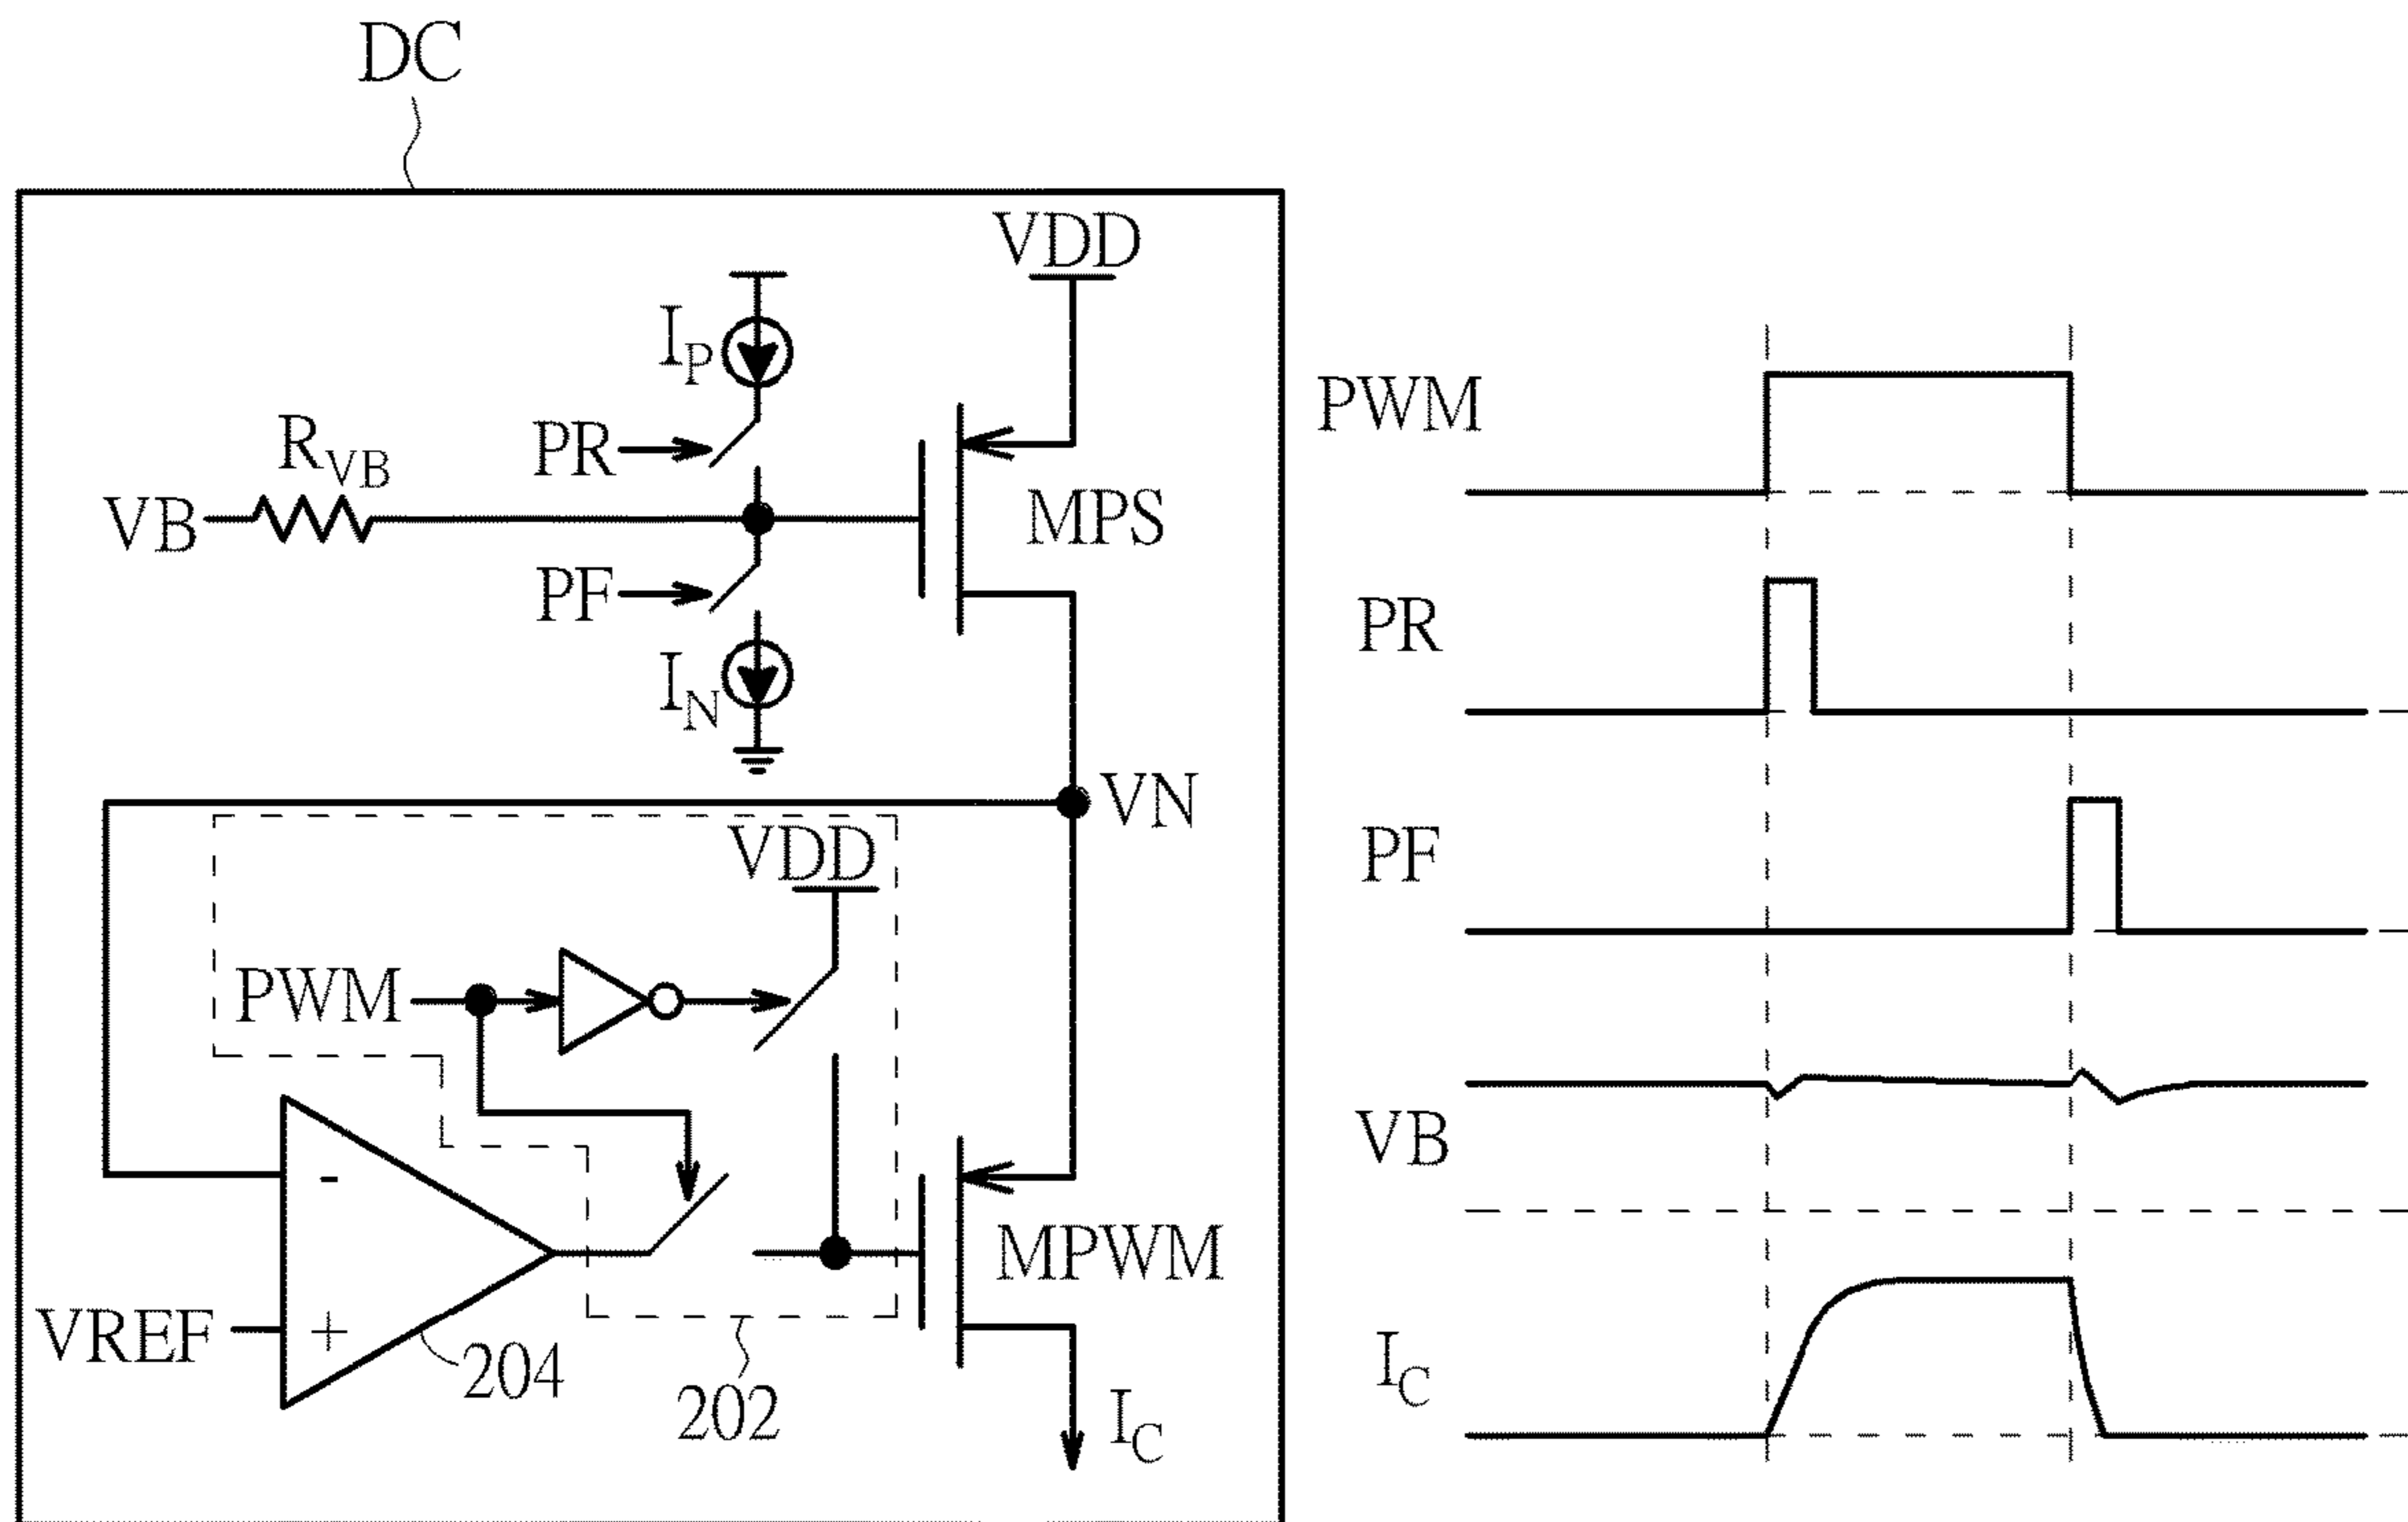 DC
VDD
I_P
PR
R_VB
VB
MPS
PF
I_N
VN
VDD
PWM
-
MPWM
VREF
+
204
202
I_C
PWM
PR
PF
VB
I_C